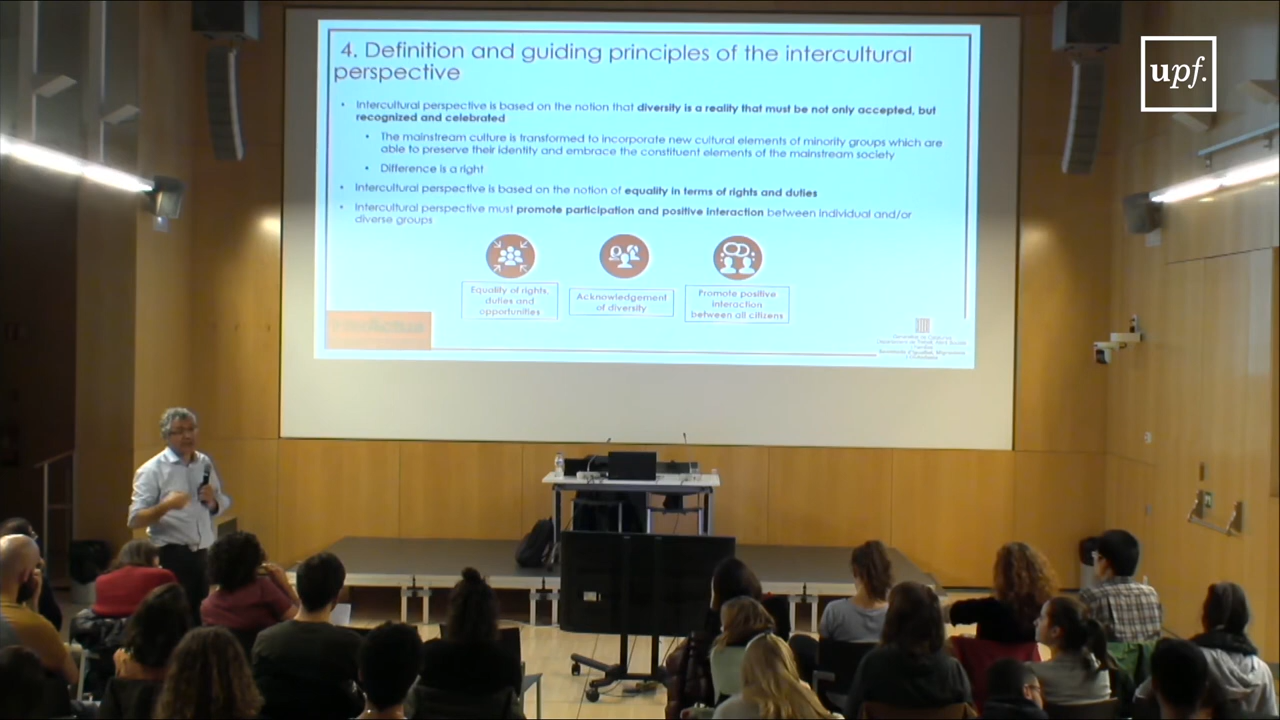 upf.
4. Definition and guiding principles of the intercultural
perspective
Intercultural perspective is based on the notion that diversity is a reality that must be not only accepted, but
recognized and celebrated
The mainstream culture is transformed to incorporate new cultural elements of minority groups which are
able to preserve their identity and embrace the constituent elements of the mainstream society
Difference is a right
Intercultural perspective is based on the notion of equality in terms of rights and duties
Intercultural perspective must promote participation and positive interaction between individual and/or
diverse groups
Equality of rights,
duties and
opportunities
Acknowledgement
of diversity
Promote positive
interaction
between all citizens
Generalitat de Catalunya